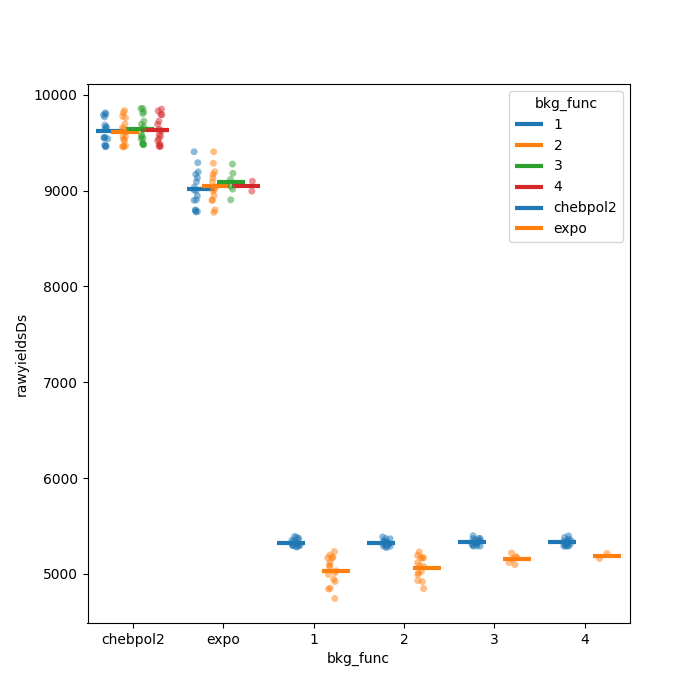 10000
9000
8000
7000
6000
5000
rawyieldsDs
chebpol2 expo 1 2 3 4
bkg_func
bkg_func
1
2
3
4
chebpol2
expo